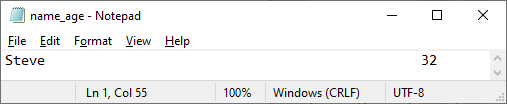 name_age - Notepad
File Edit Format View Help
Steve 32
Ln 1, Col 55 100% Windows (CRLF) UTF-8